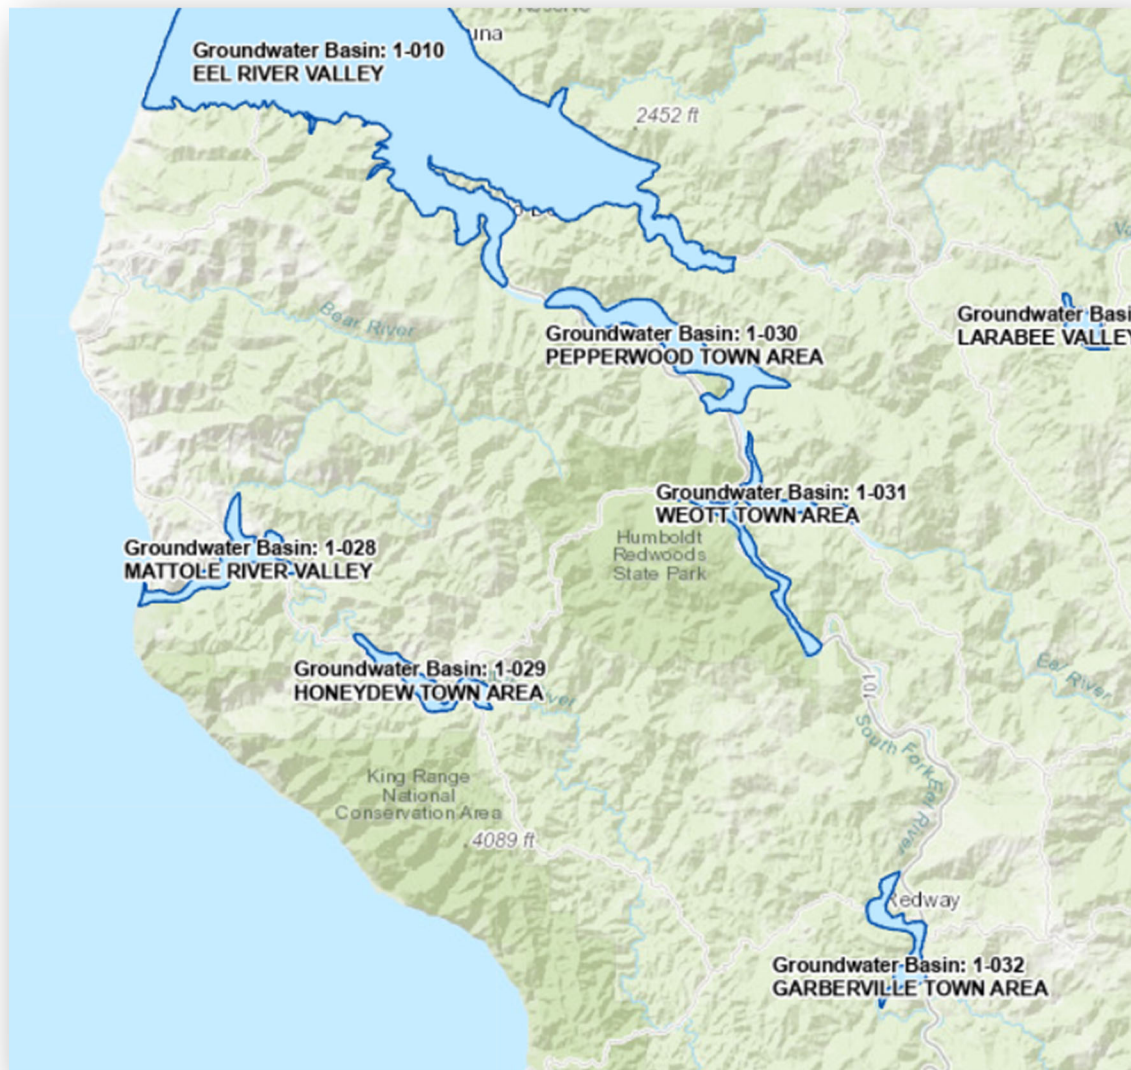 una
Groundwater Basin: 1-010
EEL RIVER VALLEY
2452 ft
Bear River
Groundwater Basin: 1-030
PEPPERWOOD TOWN AREA
Groundwater Basi
LARABEE VALLEY
Groundwater Basin: 1-031
WEOTT TOWN AREA
Humboldt
Redwoods
State Park
Groundwater Basin: 1-028
MATTOLE RIVER VALLEY
Groundwater Basin: 1-029
HONEYDEW TOWN AREA
River
Eel River
101
South Fork Eel River
King Range
National
Conservation Area
4089 ft
Redway
Groundwater Basin: 1-032
GARBERVILLE TOWN AREA